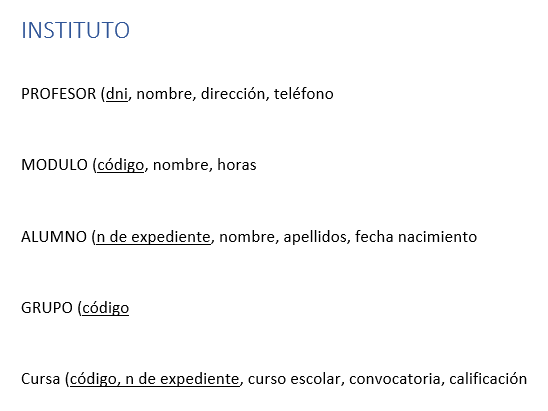 INSTITUTO
PROFESOR (dni, nombre, dirección, teléfono
MODULO (código, nombre, horas
ALUMNO (n de expediente, nombre, apellidos, fecha nacimiento
GRUPO (código
Cursa (código, n de expediente, curso escolar, convocatoria, calificación